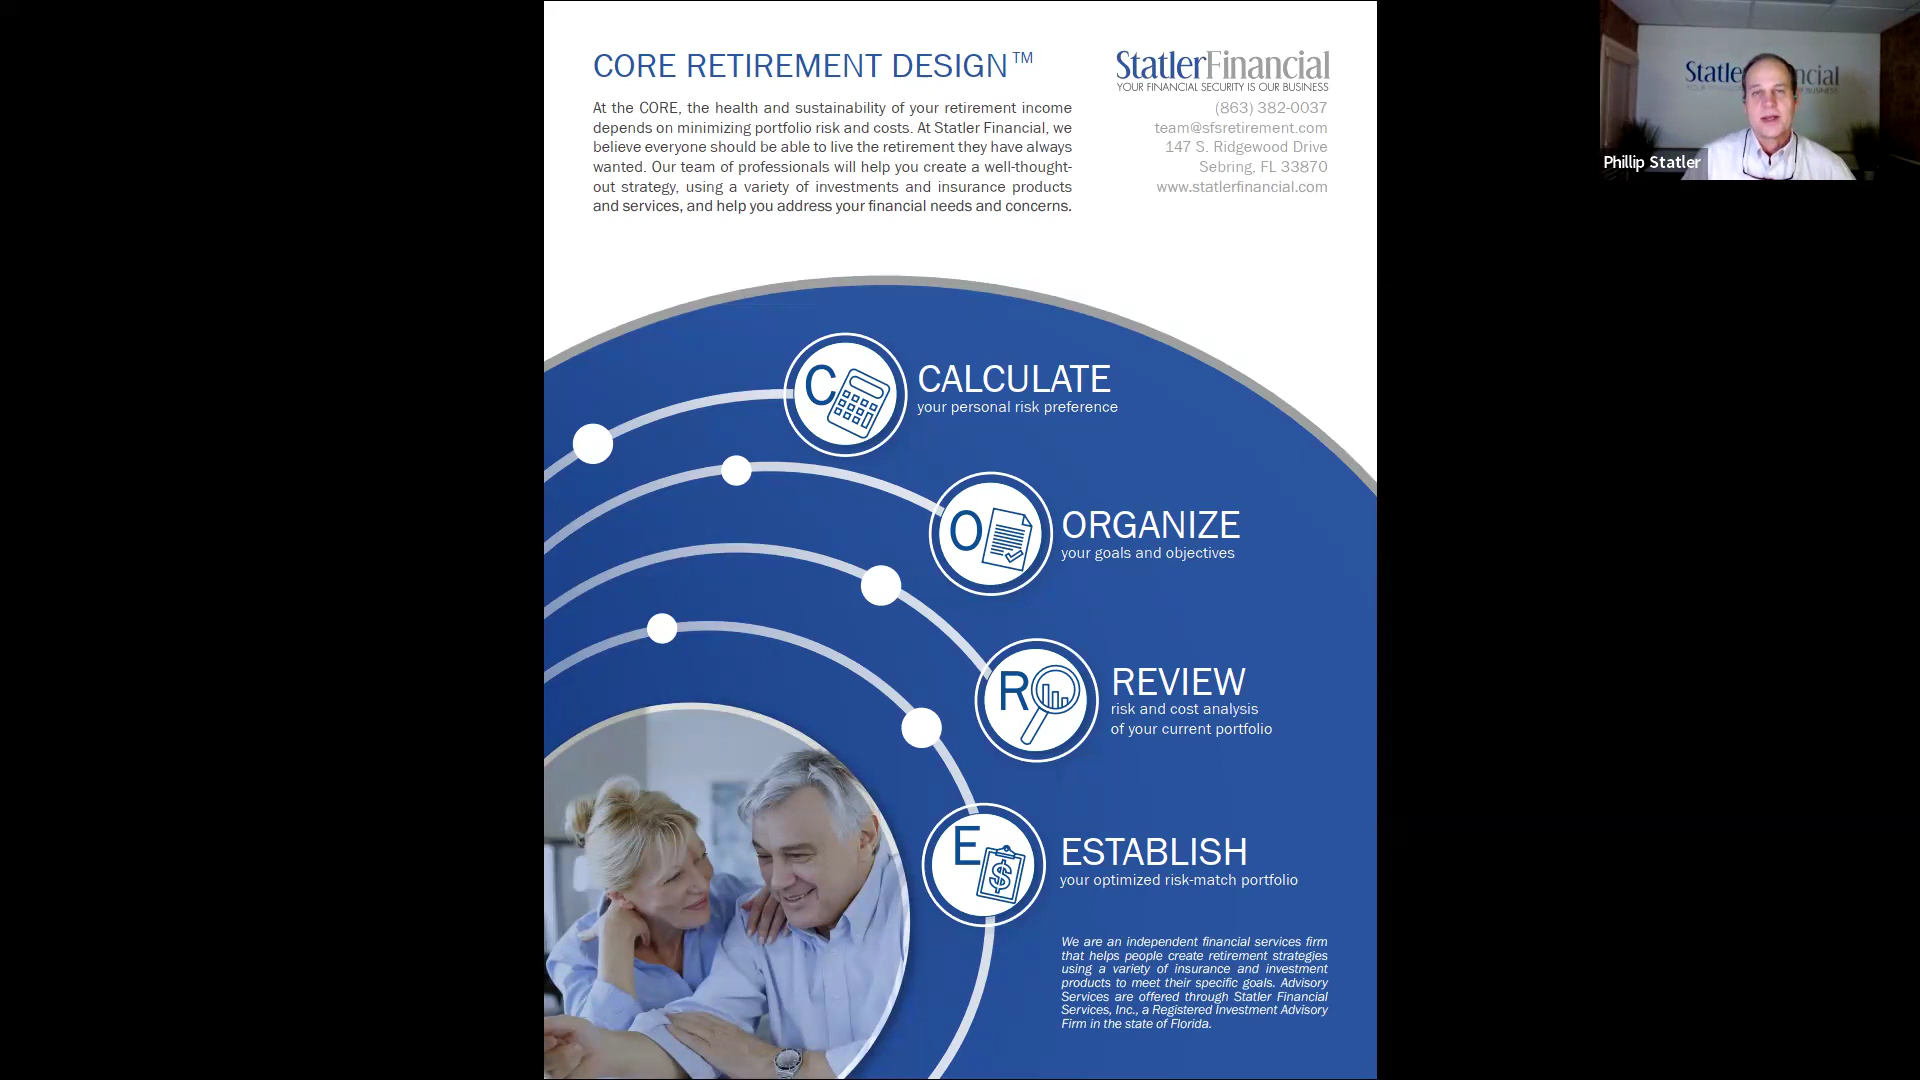 CORE RETIREMENT DESIGN™
At the CORE, the health and sustainability of your retirement income
depends on minimizing portfolio risk and costs. At Statler Financial, we
believe everyone should be able to live the retirement they have always
wanted. Our team of professionals will help you create a well-thought-
out strategy, using a variety of investments and insurance products
and services, and help you address your financial needs and concerns.
StatlerFinancial
YOUR FINANCIAL SECURITY IS OUR BUSINESS
(863) 382-0037
team@sfsretirement.com
147 S. Ridgewood Drive
Sebring, FL 33870
www.statlerfinancial.com
Phillip Statler
C
CALCULATE
your personal risk preference
O
ORGANIZE
your goals and objectives
R
REVIEW
risk and cost analysis
of your current portfolio
E
$
ESTABLISH
your optimized risk-match portfolio
We are an independent financial services firm
that helps people create retirement strategies
using a variety of insurance and investment
products to meet their specific goals. Advisory
Services are offered through Statler Financial
Services, Inc., a Registered Investment Advisory
Firm in the state of Florida.